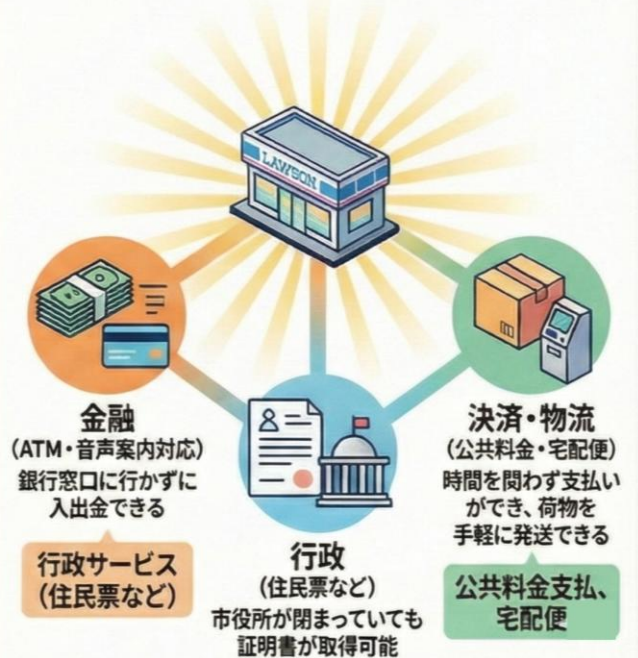 LAWSON
金融
（ATM・音声案内対応）
銀行窓口に行かずに
入出金できる
行政サービス
（住民票など）
行政
（住民票など）
市役所が閉まっていても
証明書が取得可能
決済・物流
（公共料金・宅配便）
時間を関わず支払い
ができ、荷物を
手軽に発送できる
公共料金支払、
宅配便